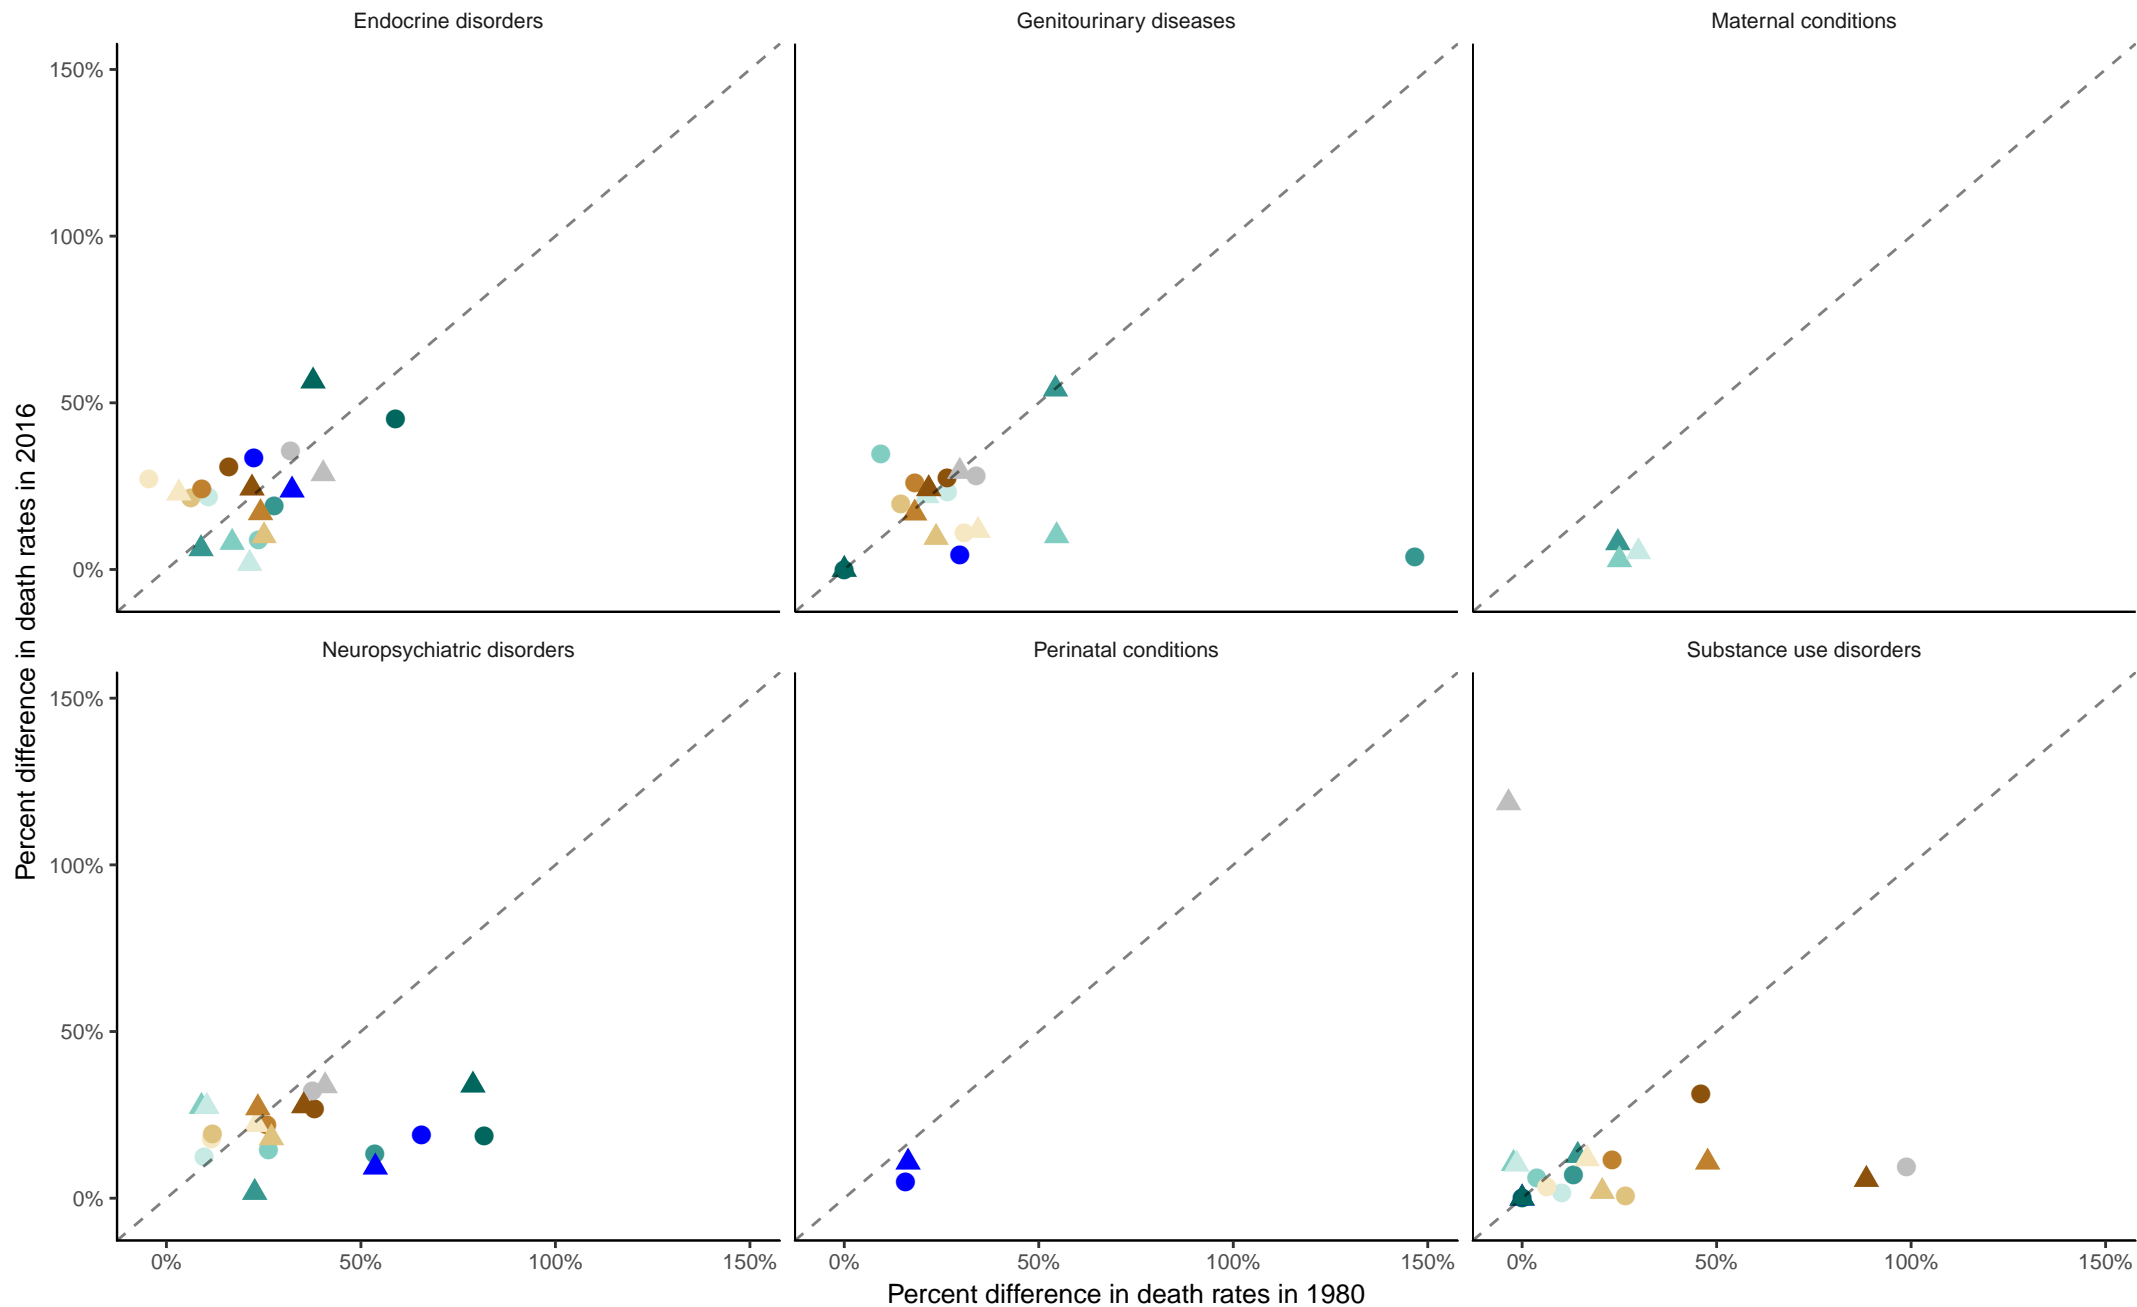 Endocrine disorders
Genitourinary diseases
Maternal conditions
150%
100%
50%
0%
Percent difference in death rates in 2016
Neuropsychiatric disorders
Perinatal conditions
Substance use disorders
150%
100%
50%
0%
0% 50% 100% 150%
0% 50% 100% 150%
0% 50% 100% 150%
Percent difference in death rates in 1980